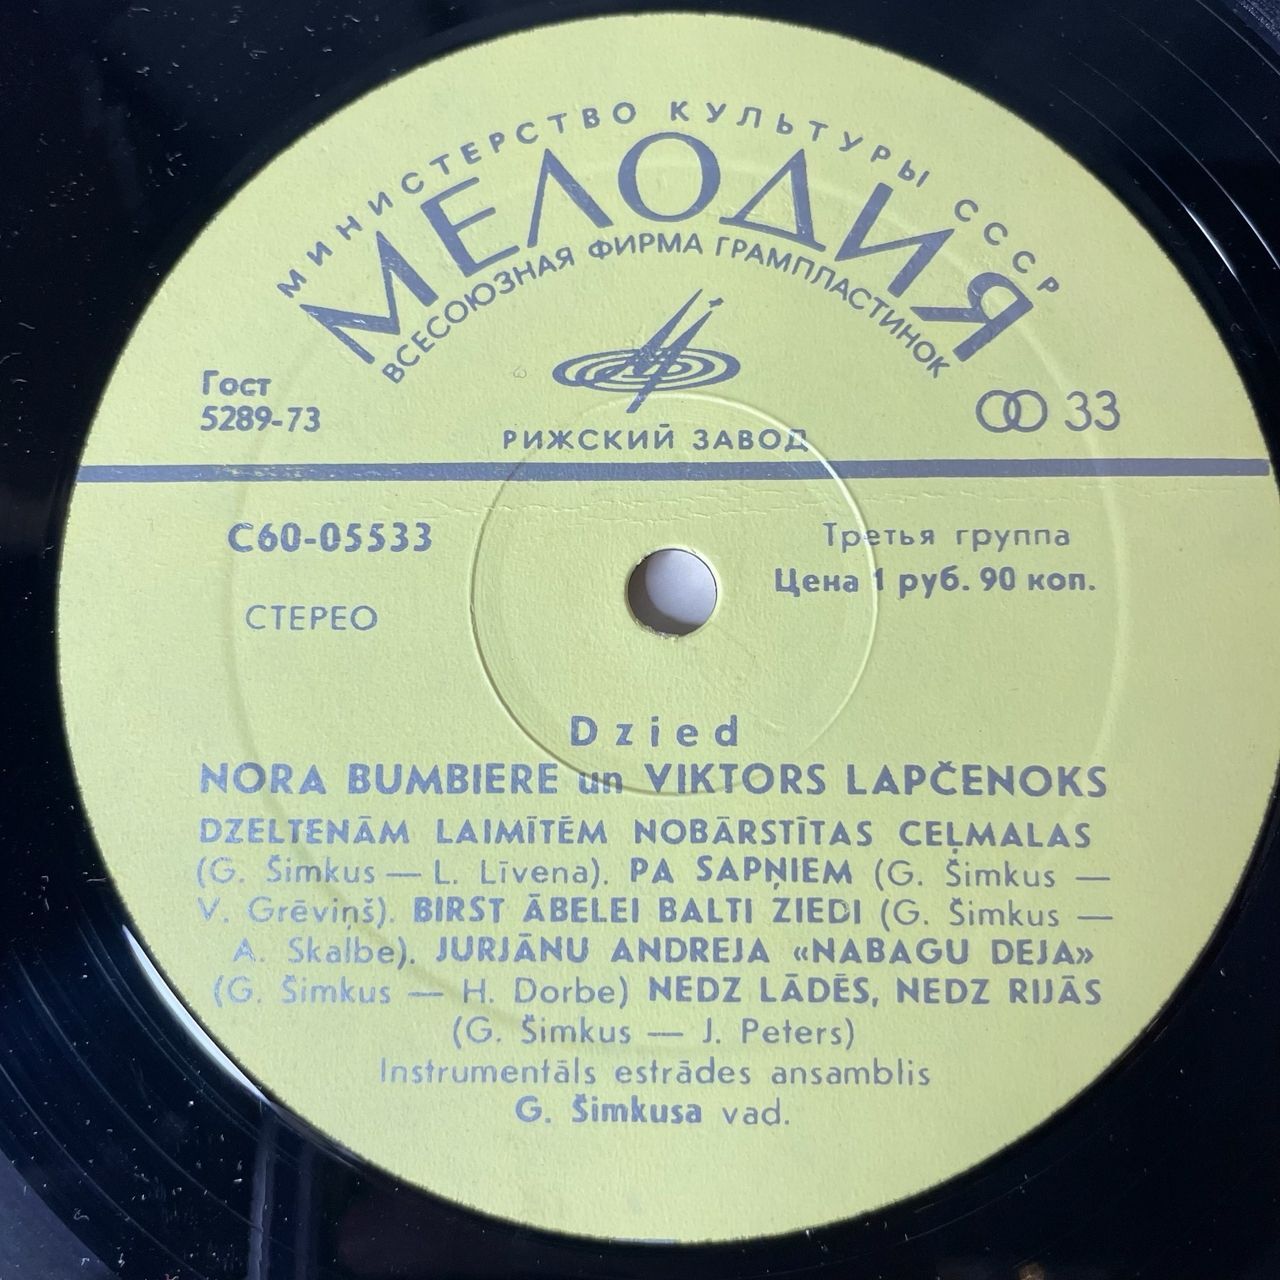 МИНИСТЕРСТВО КУЛЬТУРЫ СССР
МЕЛОДИЯ
ВСЕСОЮЗНАЯ ФИРМА ГРАМПЛАСТИНОК
Гост
5289-73
33
РИЖСКИЙ ЗАВОД
С60-05533
Третья группа
Цена 1 руб. 90 коп.
СТЕРЕО
Dzied
NORA BUMBIERE un VIKTORS LAPČENOKS
DZELTENĀM LAIMĪTĒM NOBĀRSTĪTAS CEĻMALAS
(G. Šimkus — L. Līvena). PA SAPŅIEM (G. Šimkus —
V. Grēviņš). BIRST ĀBELEI BALTI ZIEDI (G. Šimkus —
A. Skalbe). JURJĀNU ANDREJA «NABAGU DEJA»
(G. Šimkus — H. Dorbe) NEDZ LĀDĒS, NEDZ RIJĀS
(G. Šimkus — J. Peters)
Instrumentāls estrādes ansamblis
G. Šimkusa vad.